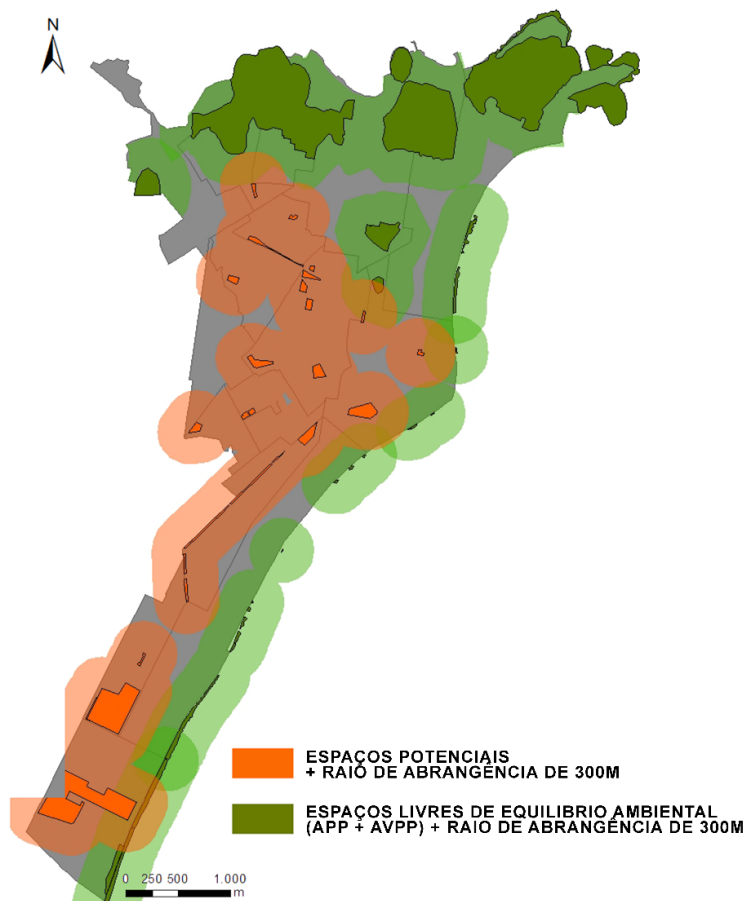 N
ESPAÇOS POTENCIAIS
+ RAIO DE ABRANGÊNCIA DE 300M
ESPAÇOS LIVRES DE EQUILIBRIO AMBIENTAL
(APP + AVPP) + RAIO DE ABRANGÊNCIA DE 300M
0 250 500 1.000
m